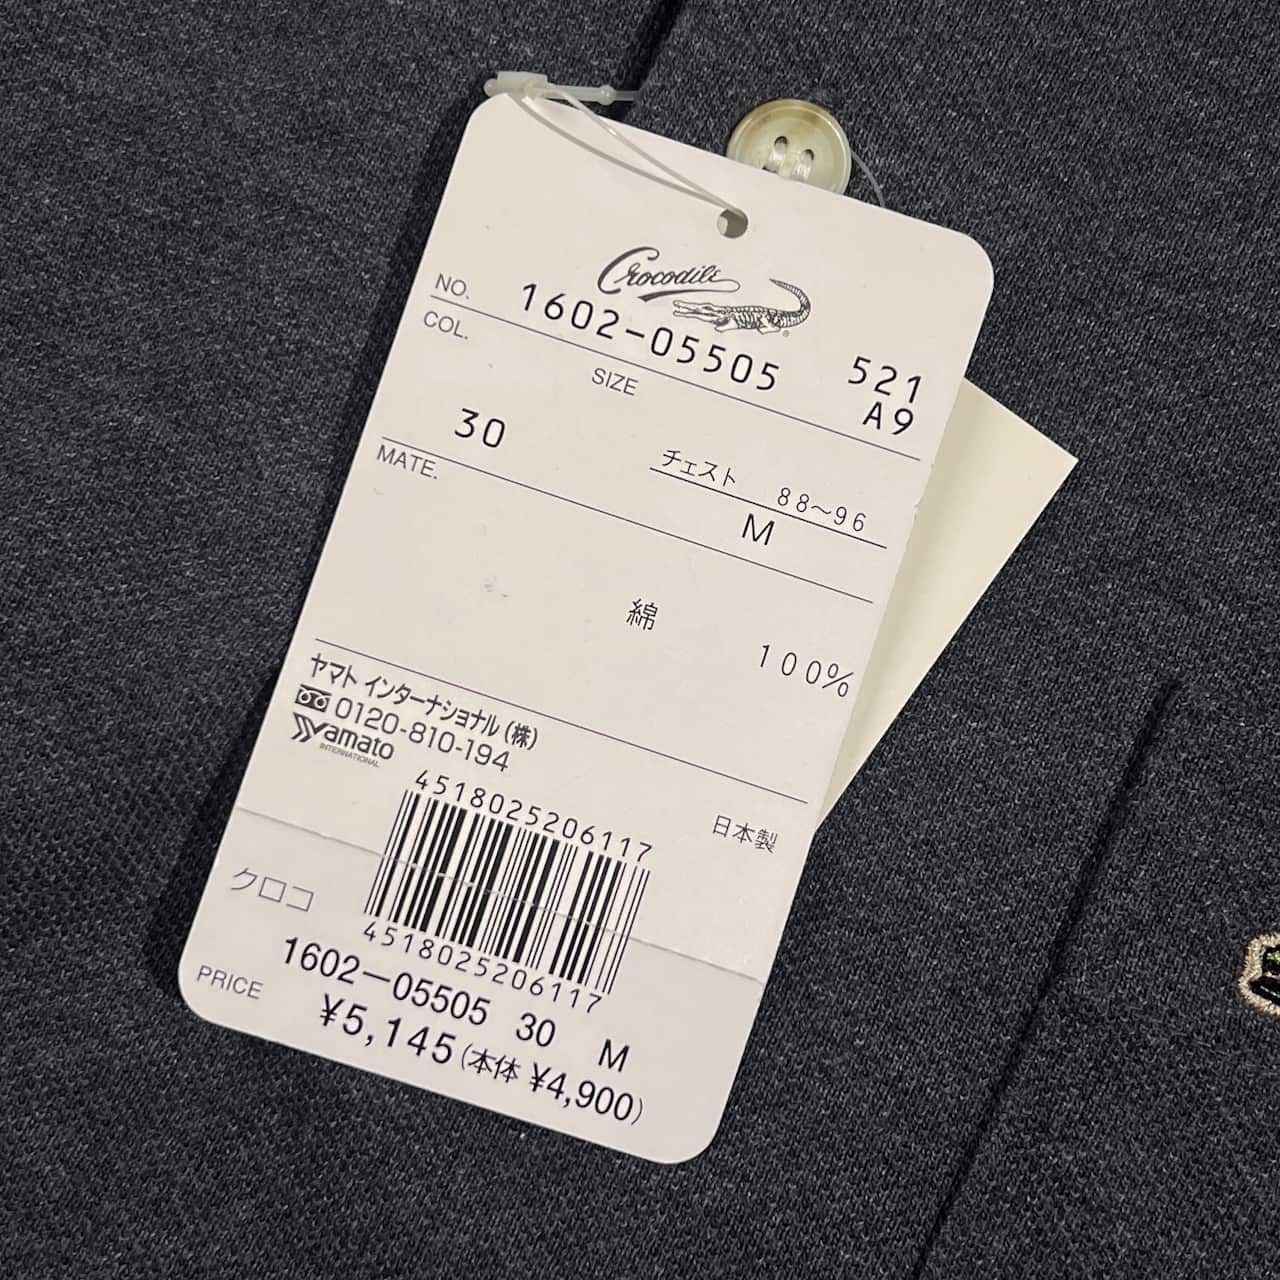 Crocodile
®
NO. 1602-05505 521
COL. SIZE A9
30 チェスト 88～96
M
MATE.
綿 100%
ヤマト インターナショナル(株)
0120-810-194
Yamato
INTERNATIONAL
日本製
4518025206117
クロコ
4518025206117
1602-05505 30 M
PRICE ¥5,145(本体 ¥4,900)